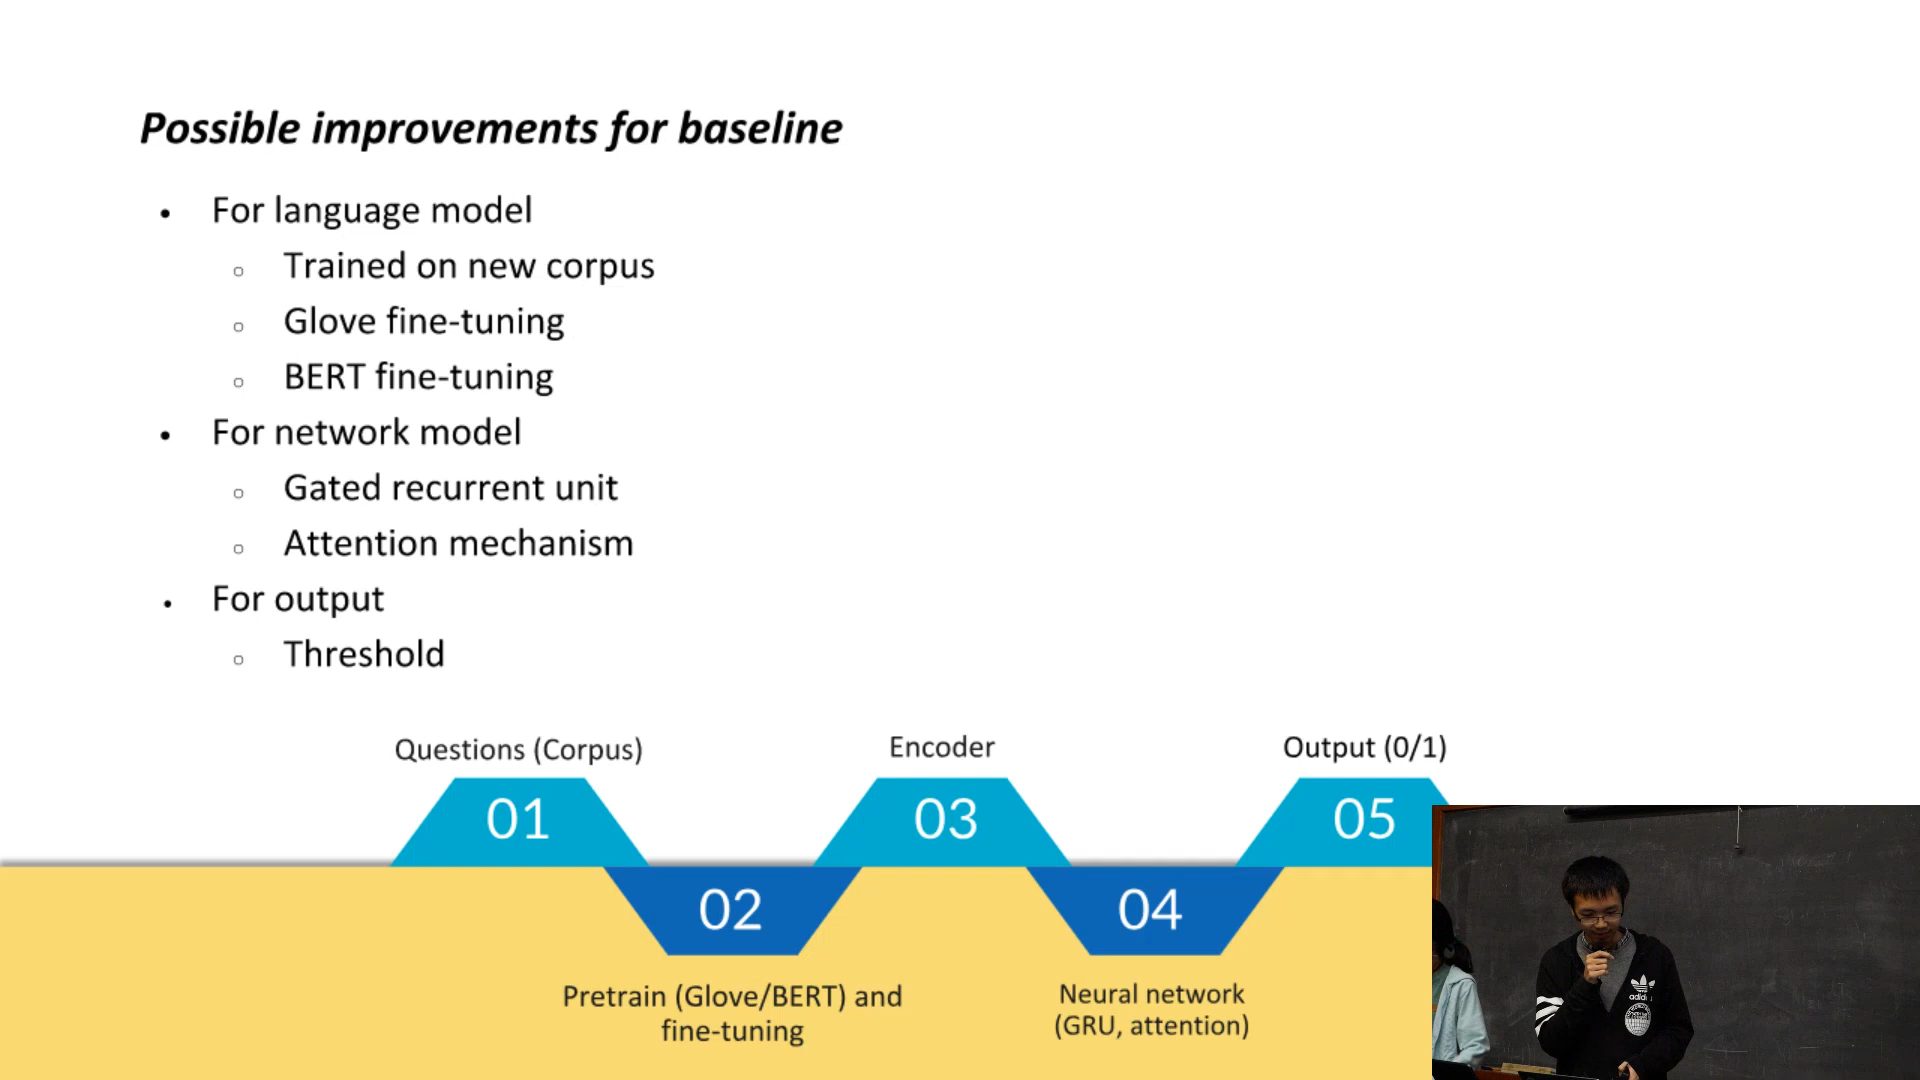 Possible improvements for baseline
• For language model
○ Trained on new corpus
○ Glove fine-tuning
○ BERT fine-tuning
• For network model
○ Gated recurrent unit
○ Attention mechanism
• For output
○ Threshold
Questions (Corpus)
Encoder
Output (0/1)
01
03
05
02
04
Pretrain (Glove/BERT) and
fine-tuning
Neural network
(GRU, attention)